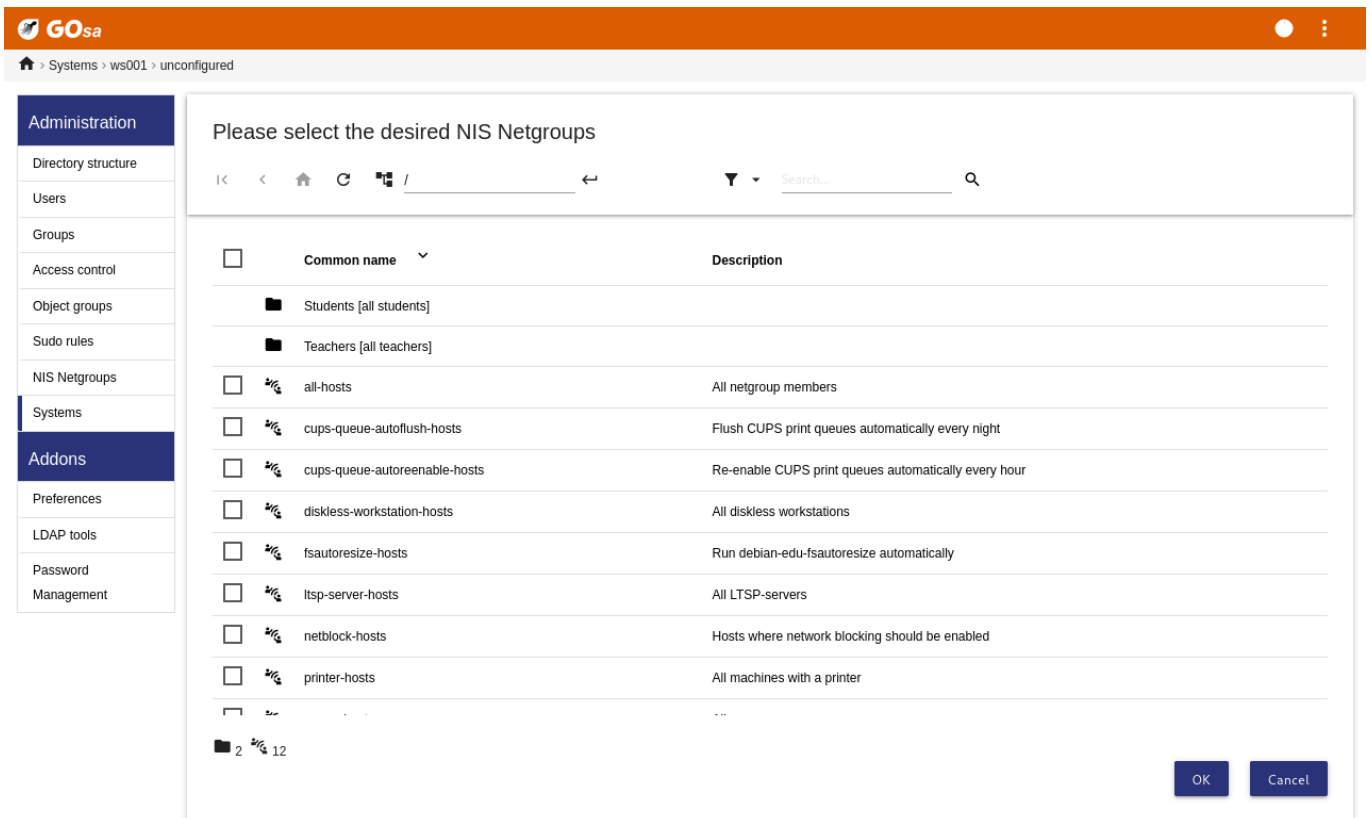 GOsa
Systems › ws001 › unconfigured
Administration
Directory structure
Users
Groups
Access control
Object groups
Sudo rules
NIS Netgroups
Systems
Addons
Preferences
LDAP tools
Password
Management
Please select the desired NIS Netgroups
/
Search...
Common name Description
Students [all students]
Teachers [all teachers]
all-hosts All netgroup members
cups-queue-autoflush-hosts Flush CUPS print queues automatically every night
cups-queue-autoreenable-hosts Re-enable CUPS print queues automatically every hour
diskless-workstation-hosts All diskless workstations
fsautoresize-hosts Run debian-edu-fsautoresize automatically
ltsp-server-hosts All LTSP-servers
netblock-hosts Hosts where network blocking should be enabled
printer-hosts All machines with a printer
2 12
OK Cancel